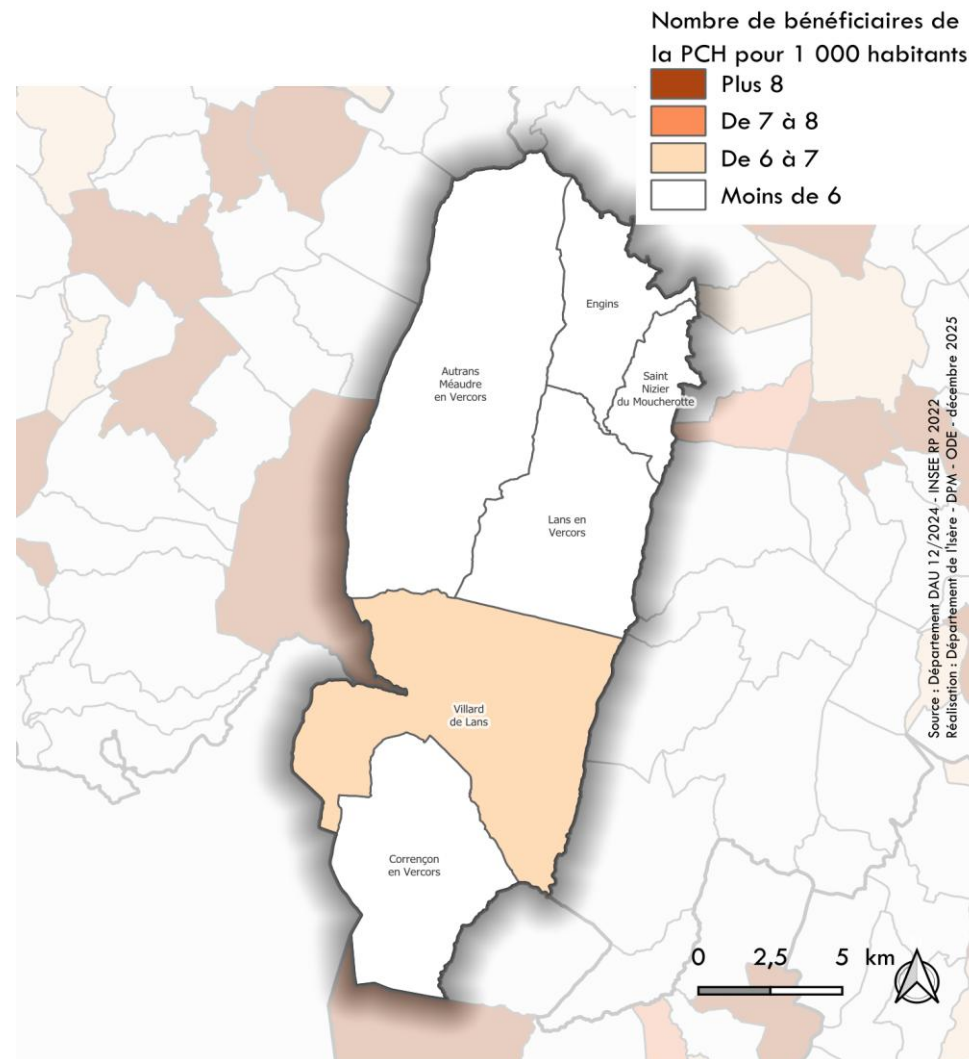 Nombre de bénéficiaires de
la PCH pour 1 000 habitants
Plus 8
De 7 à 8
De 6 à 7
Moins de 6
Engins
Autrans
Méaudre
en Vercors
Saint
Nizier
du Moucherotte
Lans en
Vercors
Villard
de Lans
Corrençon
en Vercors
Source : Département DAU 12/2024 - INSEE RP 2022
Réalisation : Département de l'Isère - DPM - ODE - décembre 2025
0 2,5 5 km